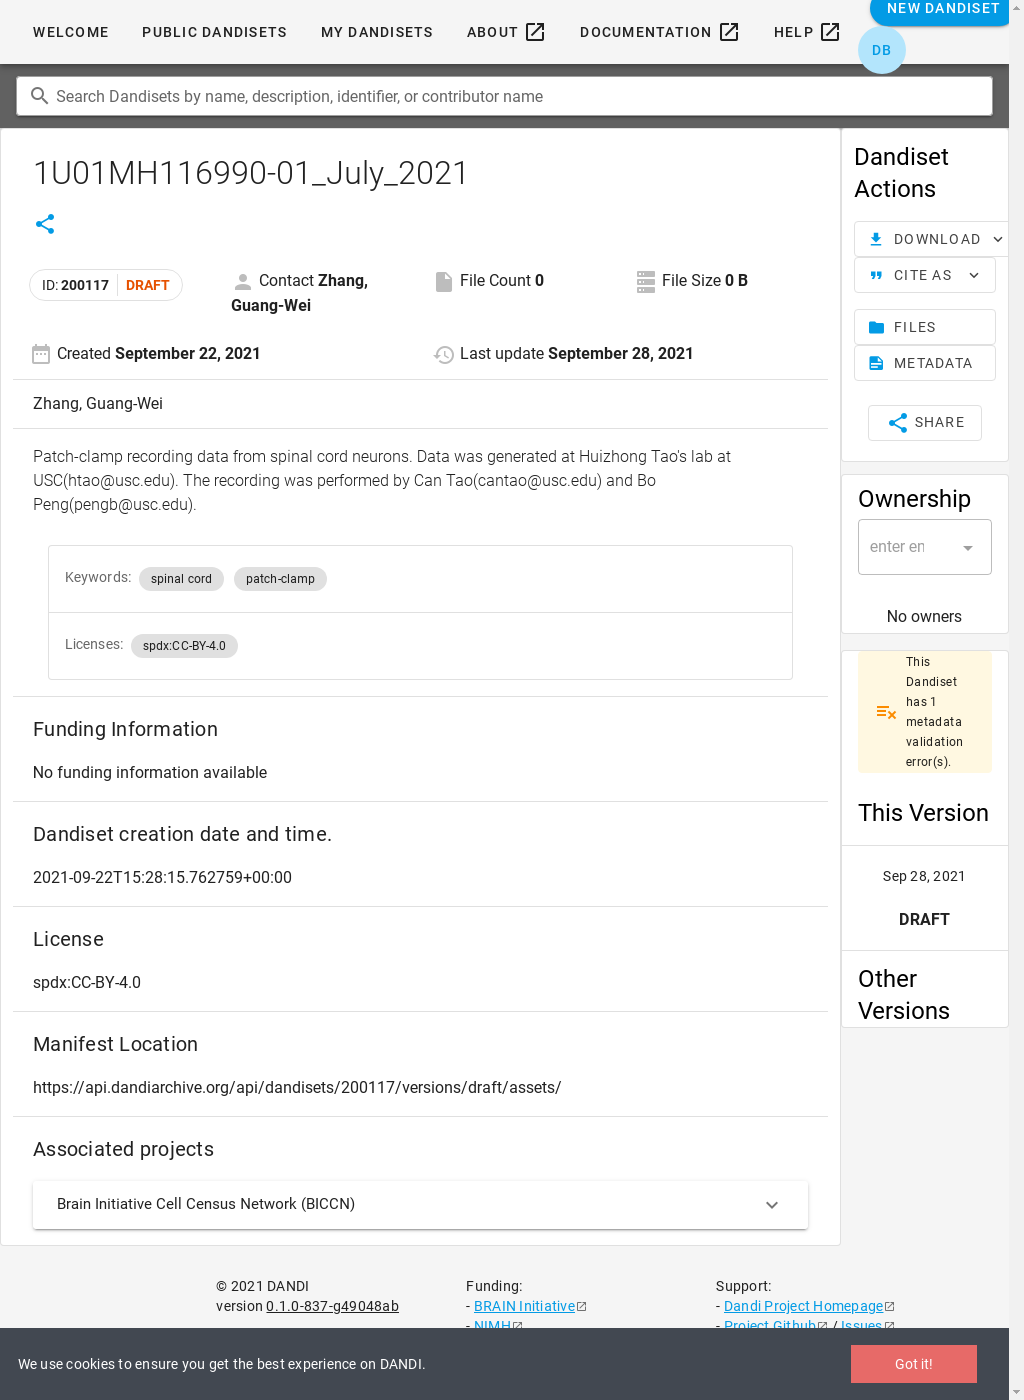 WELCOME PUBLIC DANDISETS MY DANDISETS ABOUT DOCUMENTATION HELP NEW DANDISET
DB
Search Dandisets by name, description, identifier, or contributor name
1U01MH116990-01_July_2021
ID: 200117 DRAFT
Contact Zhang,
Guang-Wei
File Count 0
File Size 0 B
Created September 22, 2021
Last update September 28, 2021
Zhang, Guang-Wei
Patch-clamp recording data from spinal cord neurons. Data was generated at Huizhong Tao's lab at
USC(htao@usc.edu). The recording was performed by Can Tao(cantao@usc.edu) and Bo
Peng(pengb@usc.edu).
Keywords: spinal cord patch-clamp
Licenses: spdx:CC-BY-4.0
Funding Information
No funding information available
Dandiset creation date and time.
2021-09-22T15:28:15.762759+00:00
License
spdx:CC-BY-4.0
Manifest Location
https://api.dandiarchive.org/api/dandisets/200117/versions/draft/assets/
Associated projects
Brain Initiative Cell Census Network (BICCN)
Dandiset
Actions
DOWNLOAD
CITE AS
FILES
METADATA
SHARE
Ownership
enter en
No owners
This
Dandiset
has 1
metadata
validation
error(s).
This Version
Sep 28, 2021
DRAFT
Other
Versions
© 2021 DANDI
version 0.1.0-837-g49048ab
Funding:
- BRAIN Initiative
- NIMH
Support:
- Dandi Project Homepage
- Project Github / Issues
We use cookies to ensure you get the best experience on DANDI.
Got it!